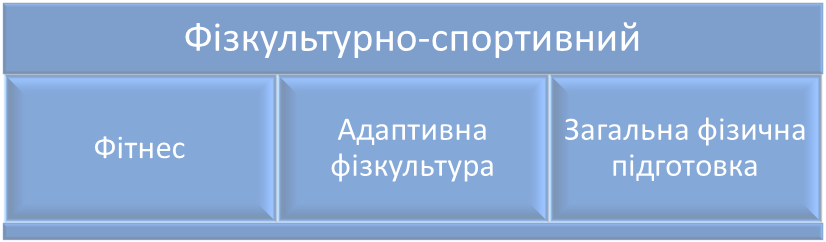 Фізкультурно-спортивний
Фітнес
Адаптивна
фізкультура
Загальна фізична
підготовка